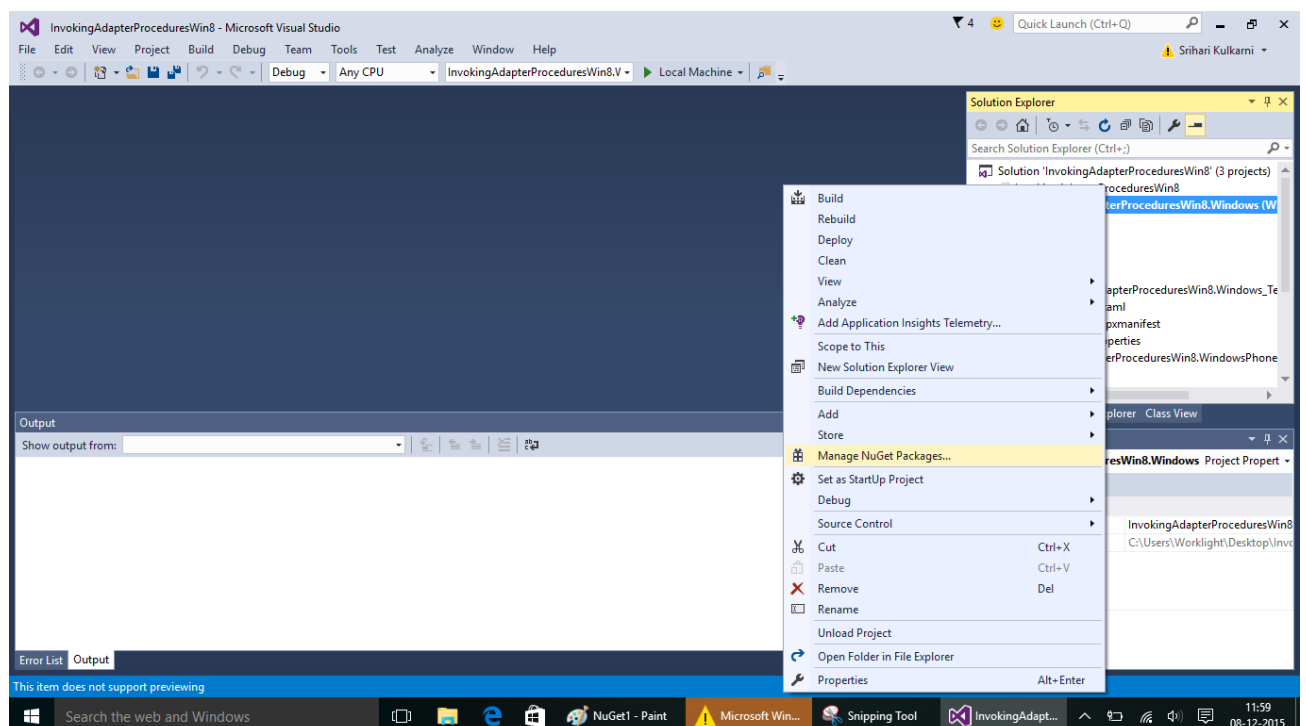 InvokingAdapterProceduresWin8 - Microsoft Visual Studio
4
Quick Launch (Ctrl+Q)
File Edit View Project Build Debug Team Tools Test Analyze Window Help
Srihari Kulkarni
Debug Any CPU InvokingAdapterProceduresWin8.V Local Machine
Solution Explorer
Search Solution Explorer (Ctrl+;)
Solution 'InvokingAdapterProceduresWin8' (3 projects)
roceduresWin8
terProceduresWin8.Windows (W
apterProceduresWin8.Windows_Te
aml
pxmanifest
perties
erProceduresWin8.WindowsPhone
plorer Class View
Build
Rebuild
Deploy
Clean
View
Analyze
Add Application Insights Telemetry...
Scope to This
New Solution Explorer View
Build Dependencies
Add
Store
Manage NuGet Packages...
Set as StartUp Project
Debug
Source Control
Cut Ctrl+X
Paste Ctrl+V
Remove Del
Rename
Unload Project
Open Folder in File Explorer
Properties Alt+Enter
resWin8.Windows Project Propert
InvokingAdapterProceduresWin8
C:\Users\Worklight\Desktop\Invo
Output
Show output from:
Error List Output
This item does not support previewing
Search the web and Windows
NuGet1 - Paint
Microsoft Win...
Snipping Tool
InvokingAdapt...
11:59
08-12-2015